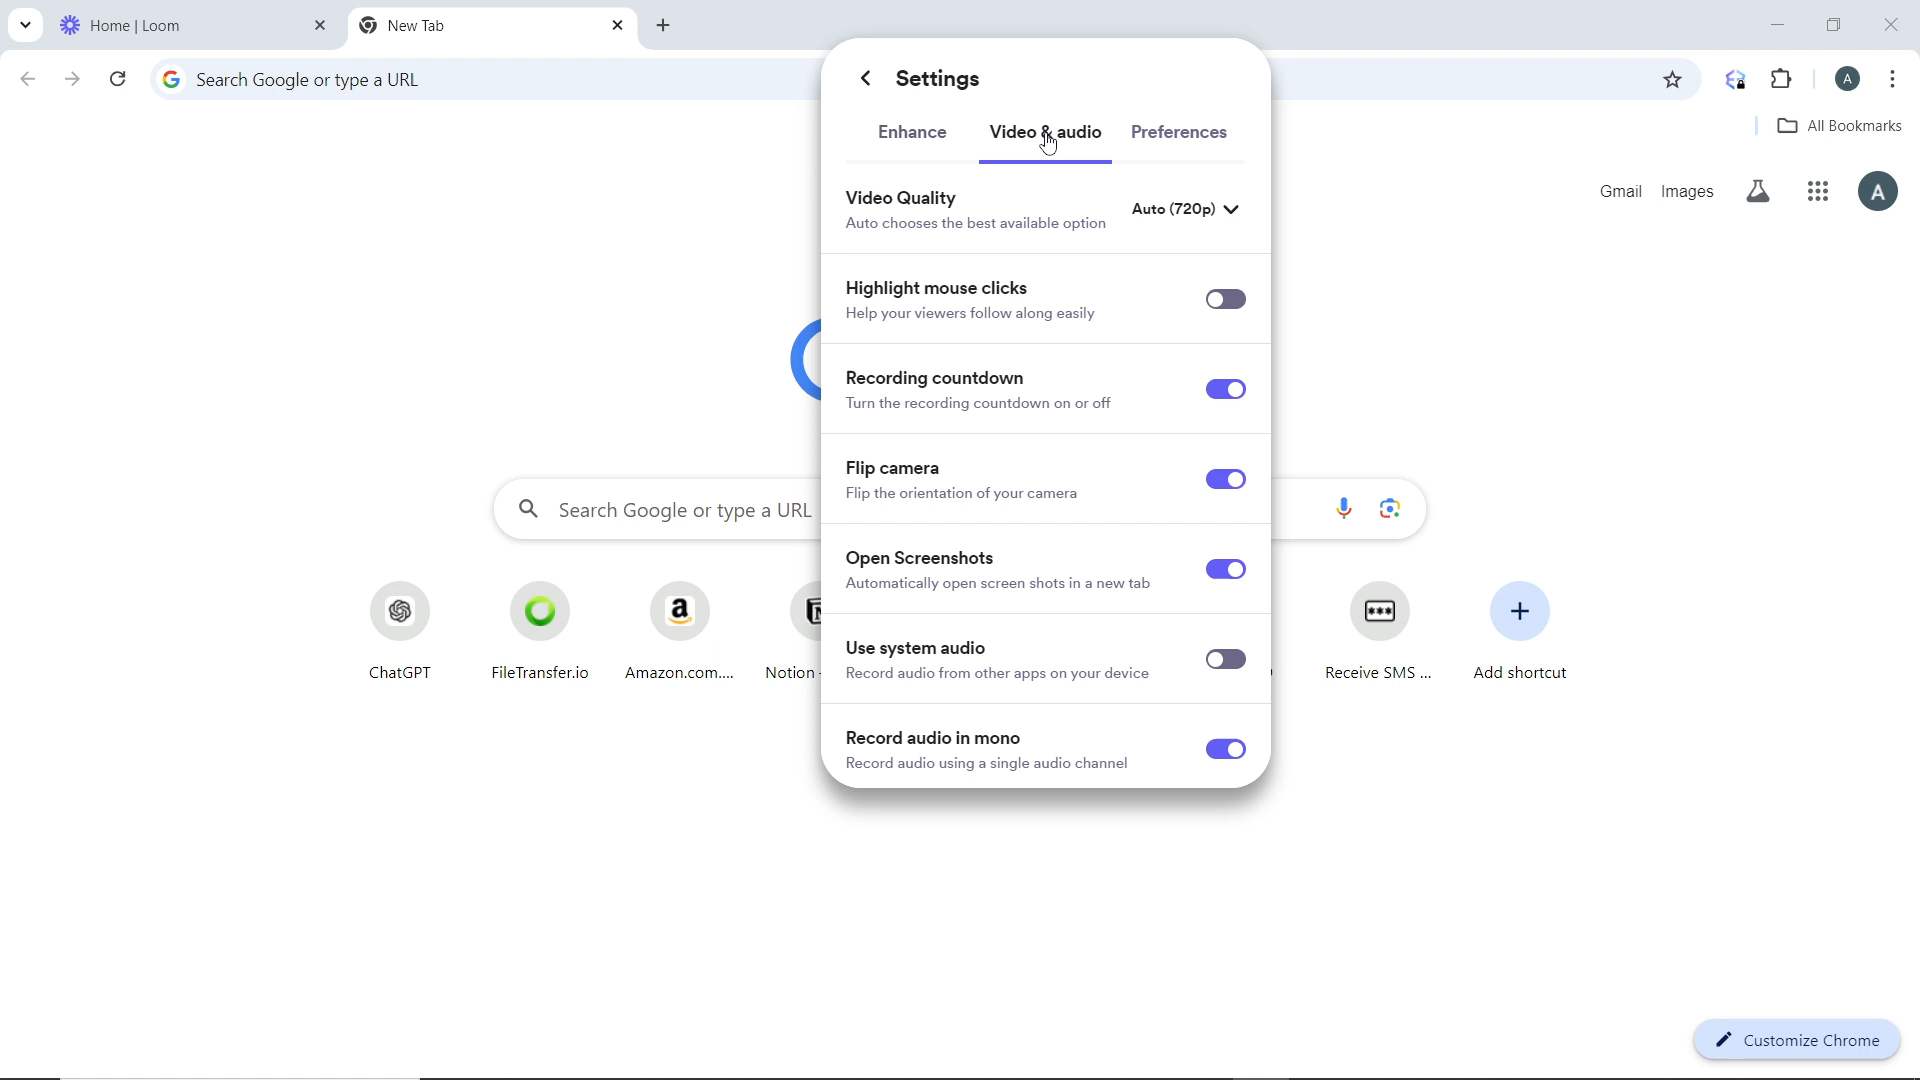 Home | Loom
New Tab
Search Google or type a URL
A
All Bookmarks
Gmail Images
A
Settings
Enhance Video & audio Preferences
Video Quality
Auto chooses the best available option
Auto (720p)
Highlight mouse clicks
Help your viewers follow along easily
Recording countdown
Turn the recording countdown on or off
Flip camera
Flip the orientation of your camera
Open Screenshots
Automatically open screen shots in a new tab
Use system audio
Record audio from other apps on your device
Record audio in mono
Record audio using a single audio channel
Search Google or type a URL
ChatGPT
FileTransfer.io
Amazon.com....
Notion -
Receive SMS ...
Add shortcut
Customize Chrome